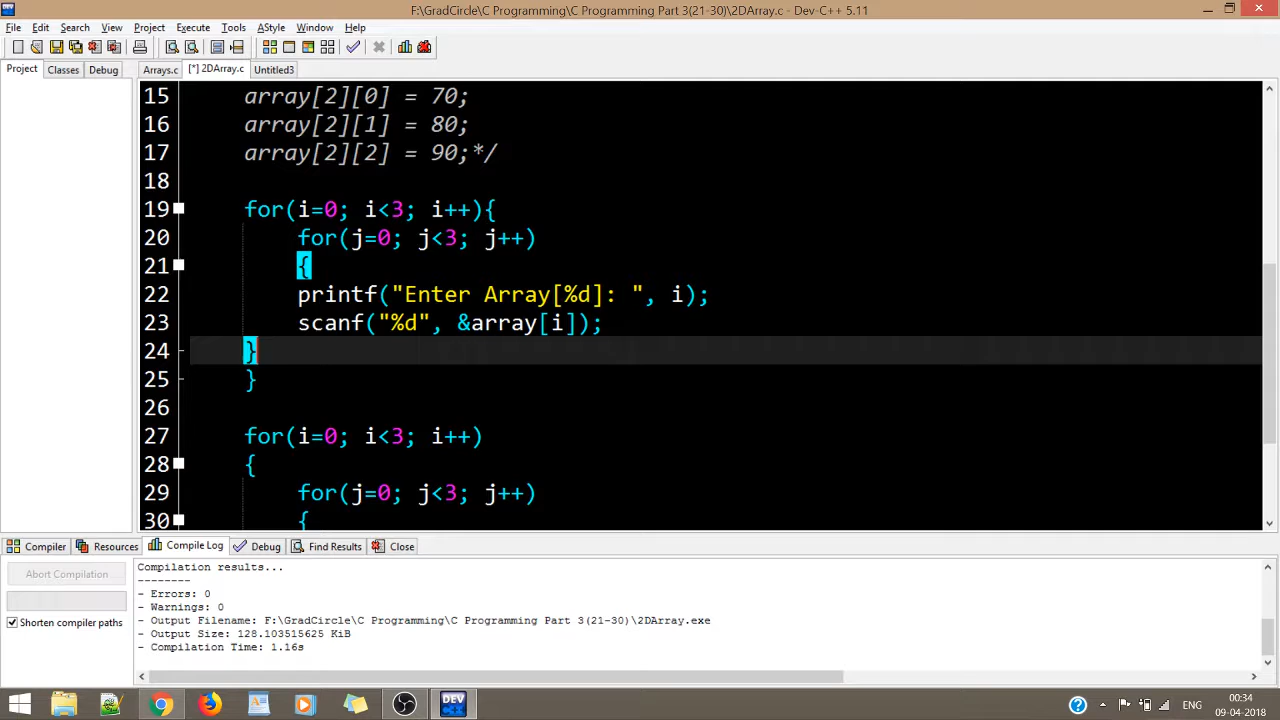 F:\GradCircle\C Programming\C Programming Part 3(21-30)\2DArray.c - Dev-C++ 5.11
File Edit Search View Project Execute Tools AStyle Window Help
Project Classes Debug Arrays.c [*] 2DArray.c Untitled3
15 array[2][0] = 70;
16 array[2][1] = 80;
17 array[2][2] = 90;*/
18
19 for(i=0; i<3; i++){
20 for(j=0; j<3; j++)
21 {
22 printf("Enter Array[%d]: ", i);
23 scanf("%d", &array[i]);
24 }
25 }
26
27 for(i=0; i<3; i++)
28 {
29 for(j=0; j<3; j++)
30 {
Compiler Resources Compile Log Debug Find Results Close
Abort Compilation
Shorten compiler paths
Compilation results...
--------
- Errors: 0
- Warnings: 0
- Output Filename: F:\GradCircle\C Programming\C Programming Part 3(21-30)\2DArray.exe
- Output Size: 128.103515625 KiB
- Compilation Time: 1.16s
DEV
ENG
00:34
09-04-2018